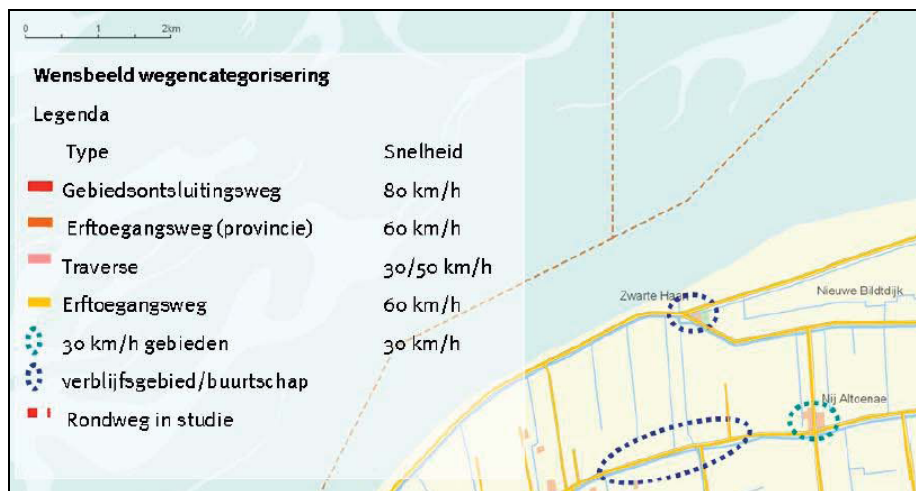 0 1 2km
Wensbeeld wegencategorisering
Legenda
Type Snelheid
Gebiedsontsluitingsweg 80 km/h
Erftoegangsweg (provincie) 60 km/h
Traverse 30/50 km/h
Erftoegangsweg 60 km/h
30 km/h gebieden 30 km/h
verblijfsgebied/buurtschap
Rondweg in studie
Zwarte Haan
Nieuwe Bildtdijk
Nij Altoenae